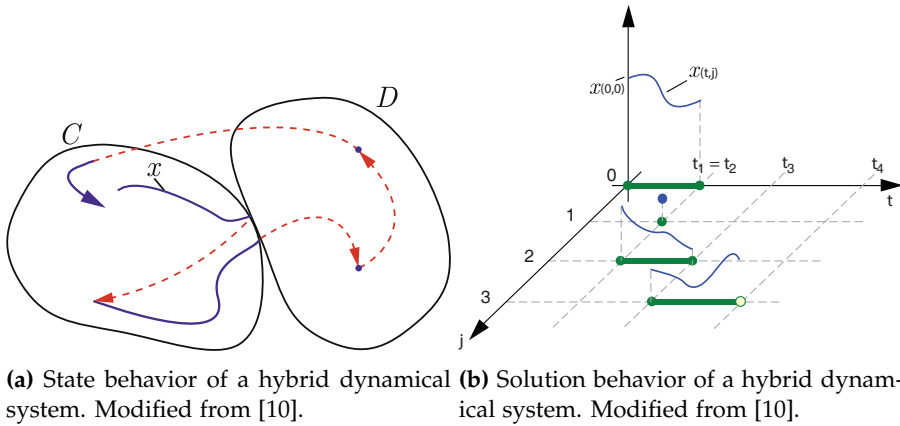 C
D
x
x(0,0)
x(t,j)
0
t1 = t2
t3
t4
t
1
2
3
j
(a) State behavior of a hybrid dynamical
system. Modified from [10].
(b) Solution behavior of a hybrid dynam-
ical system. Modified from [10].